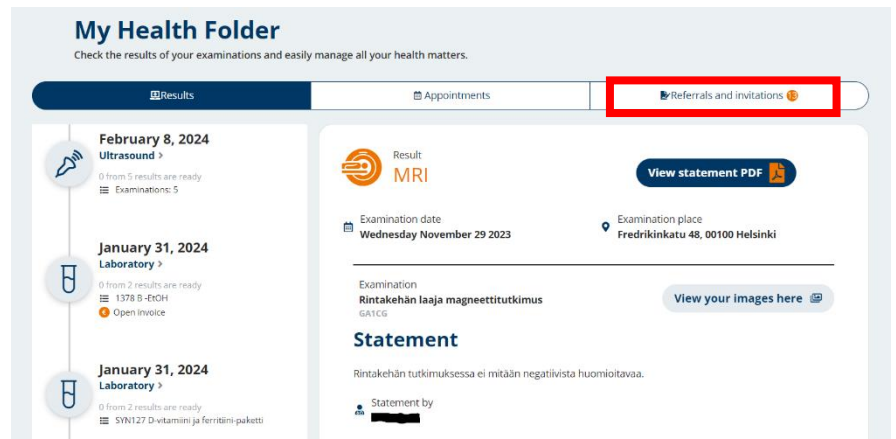 My Health Folder
Check the results of your examinations and easily manage all your health matters.
Results
Appointments
Referrals and invitations 13
February 8, 2024
Ultrasound >
0 from 5 results are ready
Examinations: 5
January 31, 2024
Laboratory >
0 from 2 results are ready
1378 B -EtOH
€ Open invoice
January 31, 2024
Laboratory >
0 from 2 results are ready
SYN127 D-vitamiini ja ferritiini-paketti
Result
MRI
View statement PDF
Examination date
Wednesday November 29 2023
Examination place
Fredrikinkatu 48, 00100 Helsinki
Examination
Rintakehän laaja magneettitutkimus
GA1CG
View your images here
Statement
Rintakehän tutkimuksessa ei mitään negatiivista huomioitavaa.
Statement by